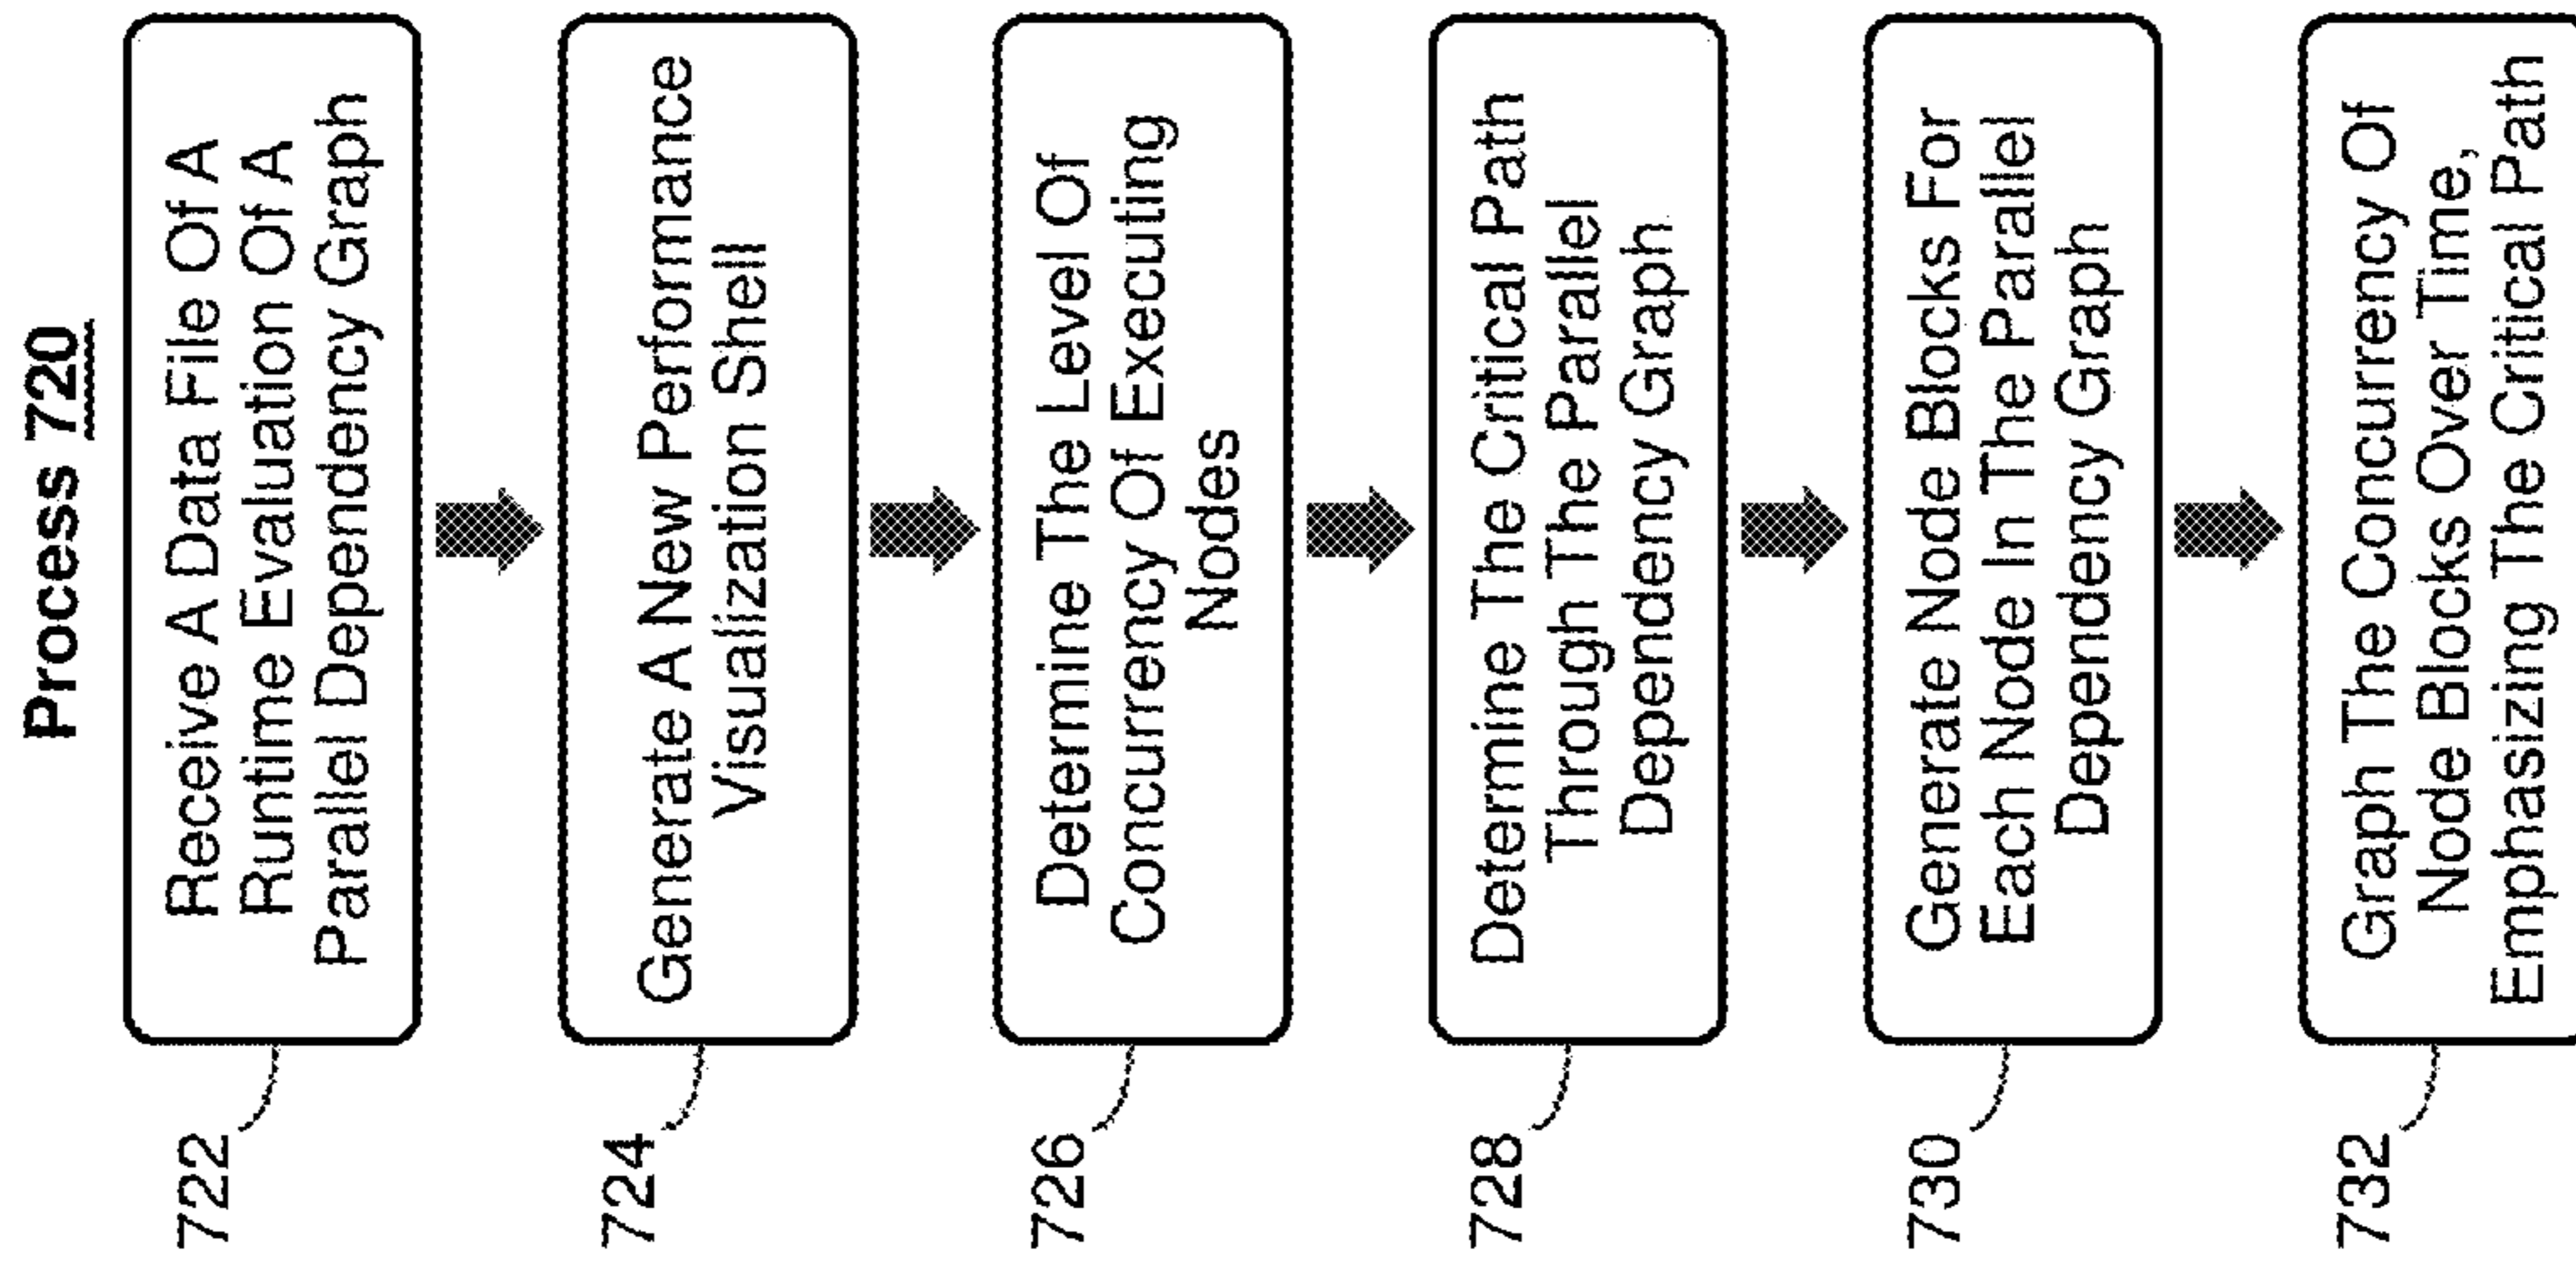 Process 720
722
Receive A Data File Of A
Runtime Evaluation Of A
Parallel Dependency Graph
724
Generate A New Performance
Visualization Shell
726
Determine The Level Of
Concurrency Of Executing
Nodes
728
Determine The Critical Path
Through The Parallel
Dependency Graph
730
Generate Node Blocks For
Each Node In The Parallel
Dependency Graph
732
Graph The Concurrency Of
Node Blocks Over Time,
Emphasizing The Critical Path